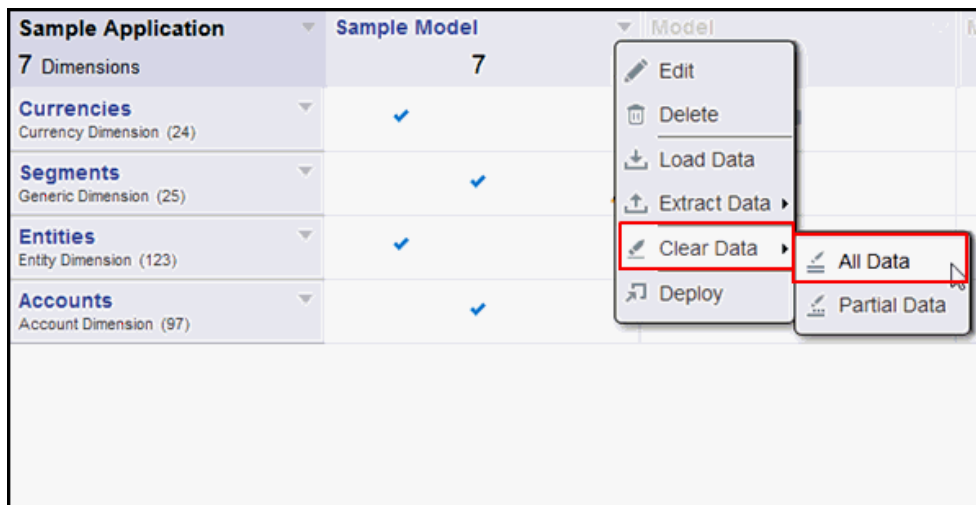 Sample Application
Sample Model
Model
7 Dimensions
7
Currencies
Currency Dimension (24)
Segments
Generic Dimension (25)
Entities
Entity Dimension (123)
Accounts
Account Dimension (97)
Edit
Delete
Load Data
Extract Data
Clear Data
Deploy
All Data
Partial Data